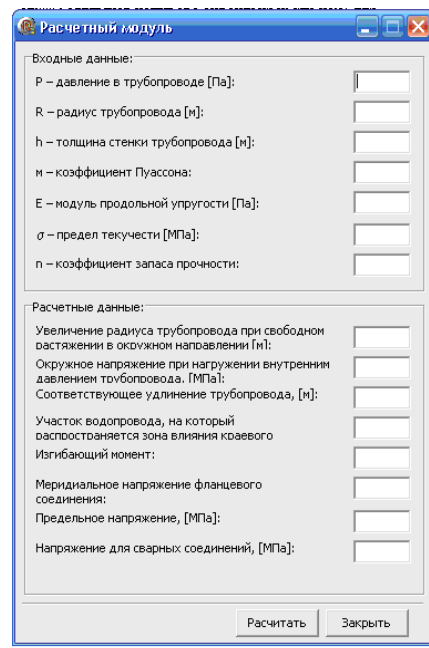 Расчетный модуль
Входные данные:
P – давление в трубопроводе [Па]:
R – радиус трубопровода [м]:
h – толщина стенки трубопровода [м]:
м – коэффициент Пуассона:
E – модуль продольной упругости [Па]:
σ – предел текучести [МПа]:
n – коэффициент запаса прочности:
Расчетные данные:
Увеличение радиуса трубопровода при свободном
растяжении в окружном направлении [м]:
Окружное напряжение при нагружении внутренним
давлением трубопровода, [МПа]:
Соответствующее удлинение трубопровода, [м]:
Участок водопровода, на который
распространяется зона влияния краевого
Изгибающий момент:
Меридиальное напряжение фланцевого
соединения:
Предельное напряжение, [МПа]:
Напряжение для сварных соединений, [МПа]:
Расчитать
Закрыть